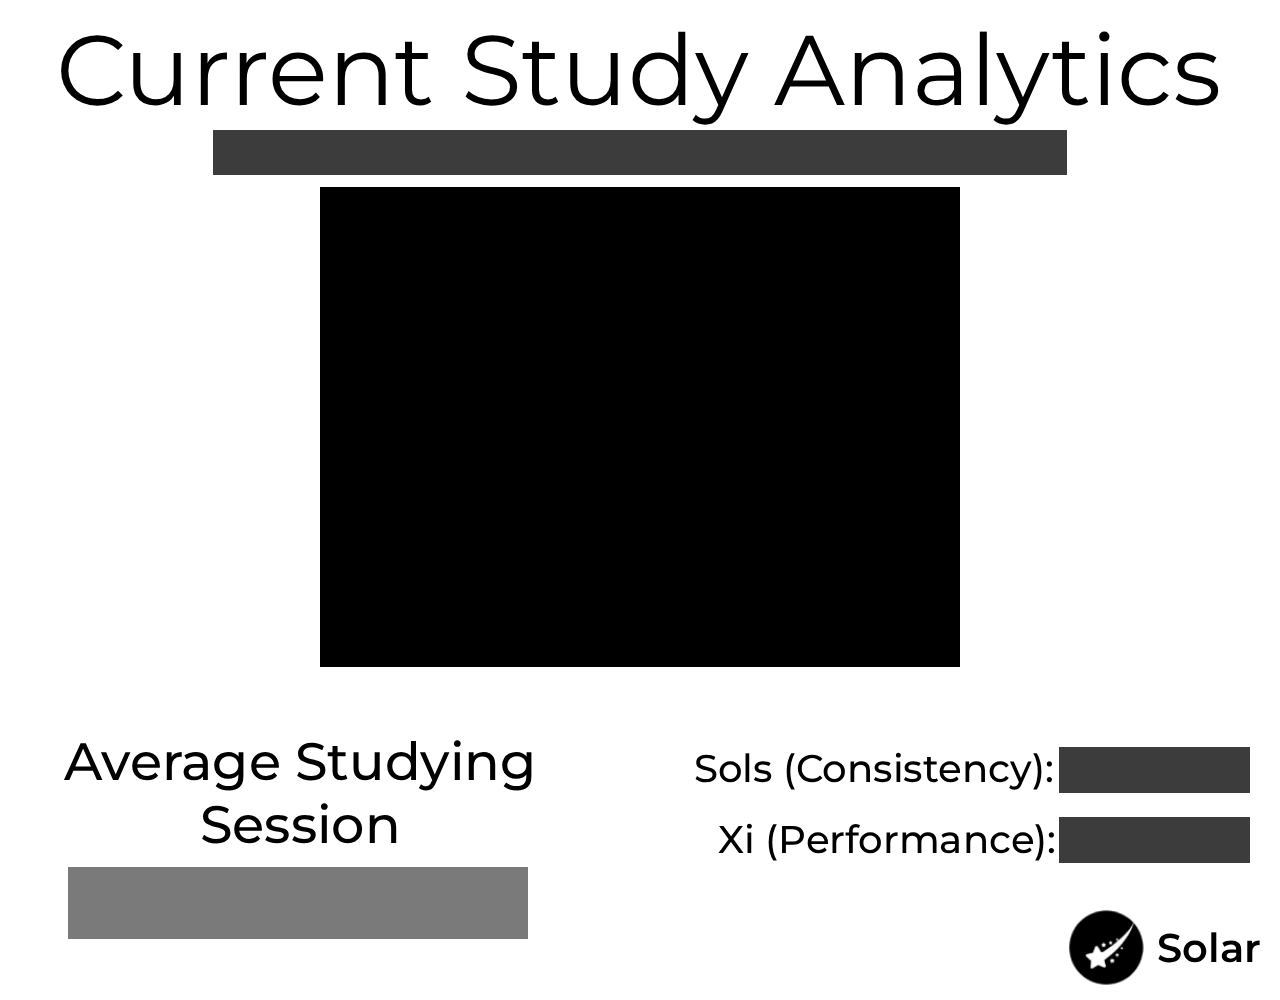 Current Study Analytics
Average Studying
Session
Sols (Consistency):
Xi (Performance):
Solar